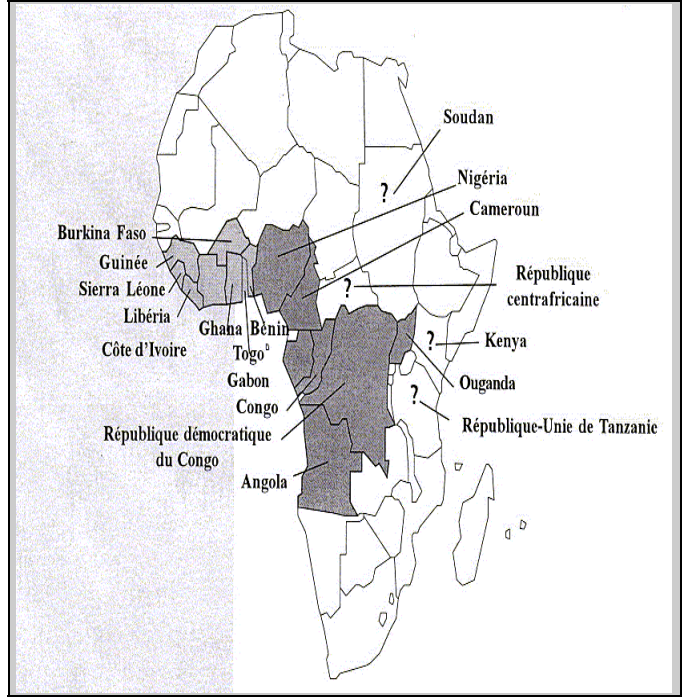 Soudan
?
Nigéria
Cameroun
Burkina Faso
Guinée
Sierra Léone
Libéria
Côte d'Ivoire
Ghana
Bénin
Togo
Gabon
Congo
République démocratique
du Congo
Angola
?
République
centrafricaine
?
Kenya
Ouganda
?
République-Unie de Tanzanie